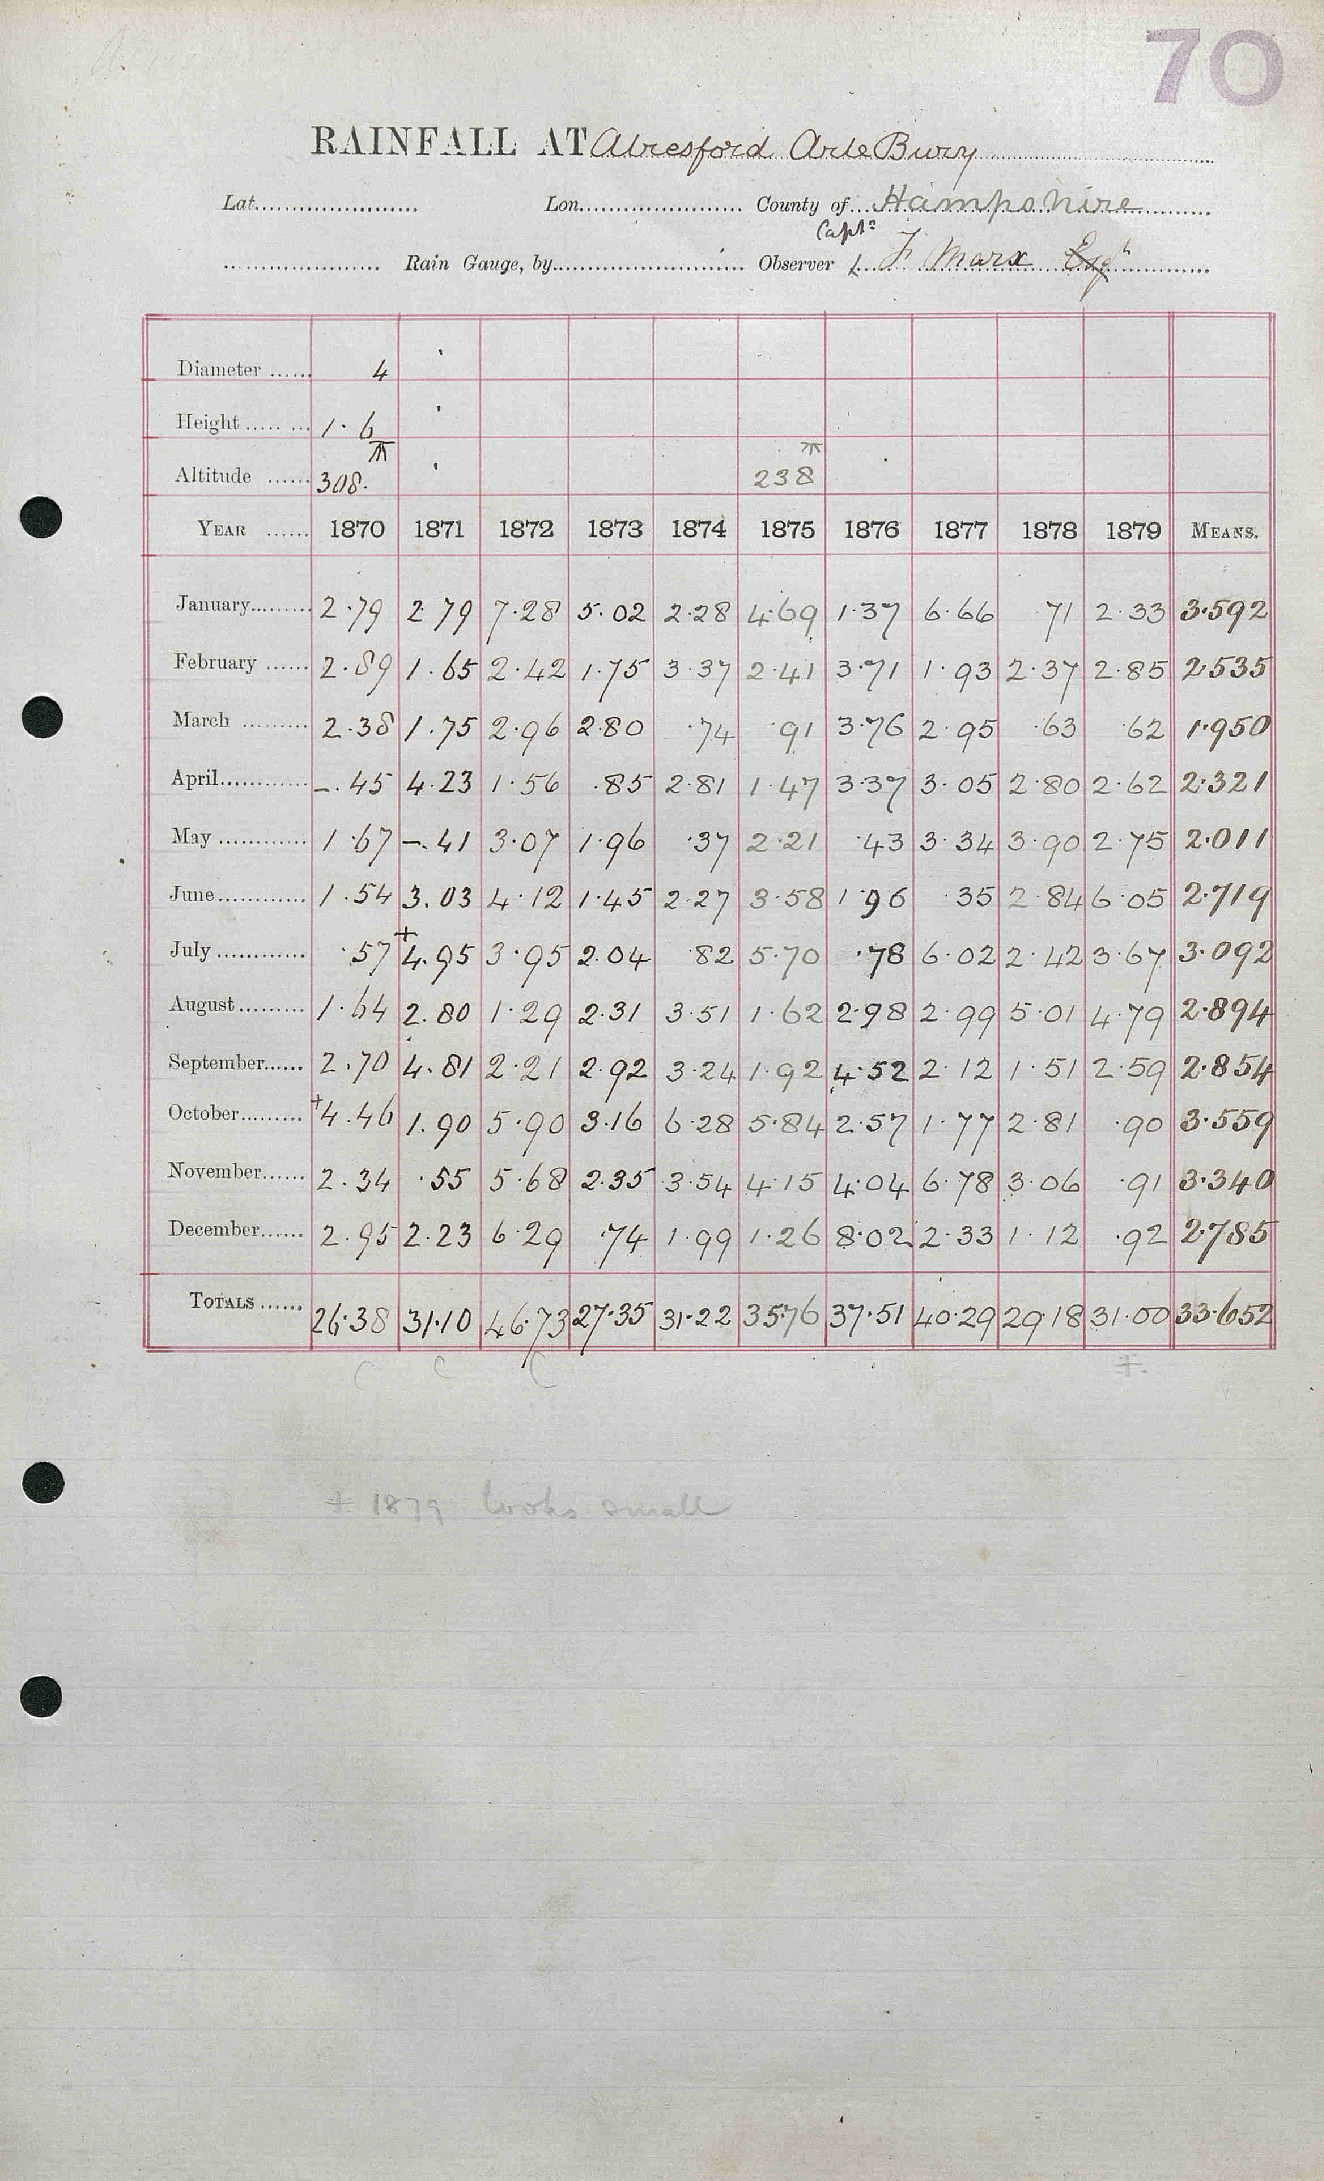 70
RAINFALL AT Alresford Arle Bury
Lat. Lon. County of Hampshire
Capt.
Rain Gauge, by Observer F Marx Esqr
Diameter 4
Height 1.6
Altitude 308. 238
YEAR 1870 1871 1872 1873 1874 1875 1876 1877 1878 1879 MEANS.
January 2.79 2.79 7.28 5.02 2.28 4.69 1.37 6.66 .71 2.33 3.592
February 2.89 1.65 2.42 1.75 3.37 2.41 3.71 1.93 2.37 2.85 2.535
March 2.38 1.75 2.96 2.80 .74 .91 3.76 2.95 .63 .62 1.950
April -.45 4.23 1.56 .85 2.81 1.47 3.37 3.05 2.80 2.62 2.321
May 1.67 -.41 3.07 1.96 .37 2.21 .43 3.34 3.90 2.75 2.011
June 1.54 3.03 4.12 1.45 2.27 3.58 1.96 .35 2.84 6.05 2.719
July .57 +4.95 3.95 2.04 .82 5.70 .78 6.02 2.42 3.67 3.092
August 1.64 2.80 1.29 2.31 3.51 1.62 2.98 2.99 5.01 4.79 2.894
September 2.70 4.81 2.21 2.92 3.24 1.92 4.52 2.12 1.51 2.59 2.854
October +4.46 1.90 5.90 3.16 6.28 5.84 2.57 1.77 2.81 .90 3.559
November 2.34 .55 5.68 2.35 3.54 4.15 4.04 6.78 3.06 .91 3.340
December 2.95 2.23 6.29 .74 1.99 1.26 8.02 2.33 1.12 .92 2.785
TOTALS 26.38 31.10 46.73 27.35 31.22 35.76 37.51 40.29 29.18 31.00 33.652
C C C ‡.
‡ 1879 looks small